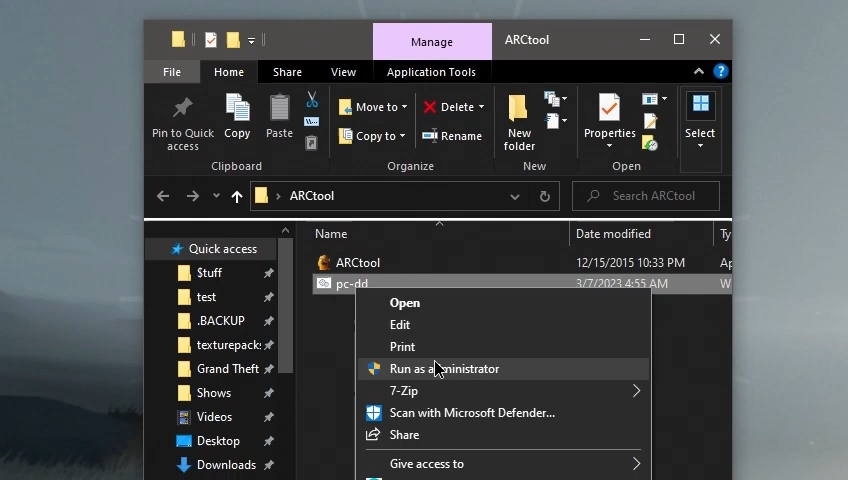 Manage
ARCtool
File
Home
Share
View
Application Tools
Pin to Quick access
Copy
Paste
Clipboard
Move to
Copy to
Delete
Rename
Organize
New folder
New
Properties
Open
Select
ARCtool
Search ARCtool
Name
Date modified
Ty
Quick access
$tuff
test
.BACKUP
texturepacks
Grand Theft
Shows
Videos
Desktop
Downloads
ARCtool
12/15/2015 10:33 PM
Ap
pc-dd
3/7/2023 4:55 AM
W
Open
Edit
Print
Run as administrator
7-Zip
Scan with Microsoft Defender...
Share
Give access to